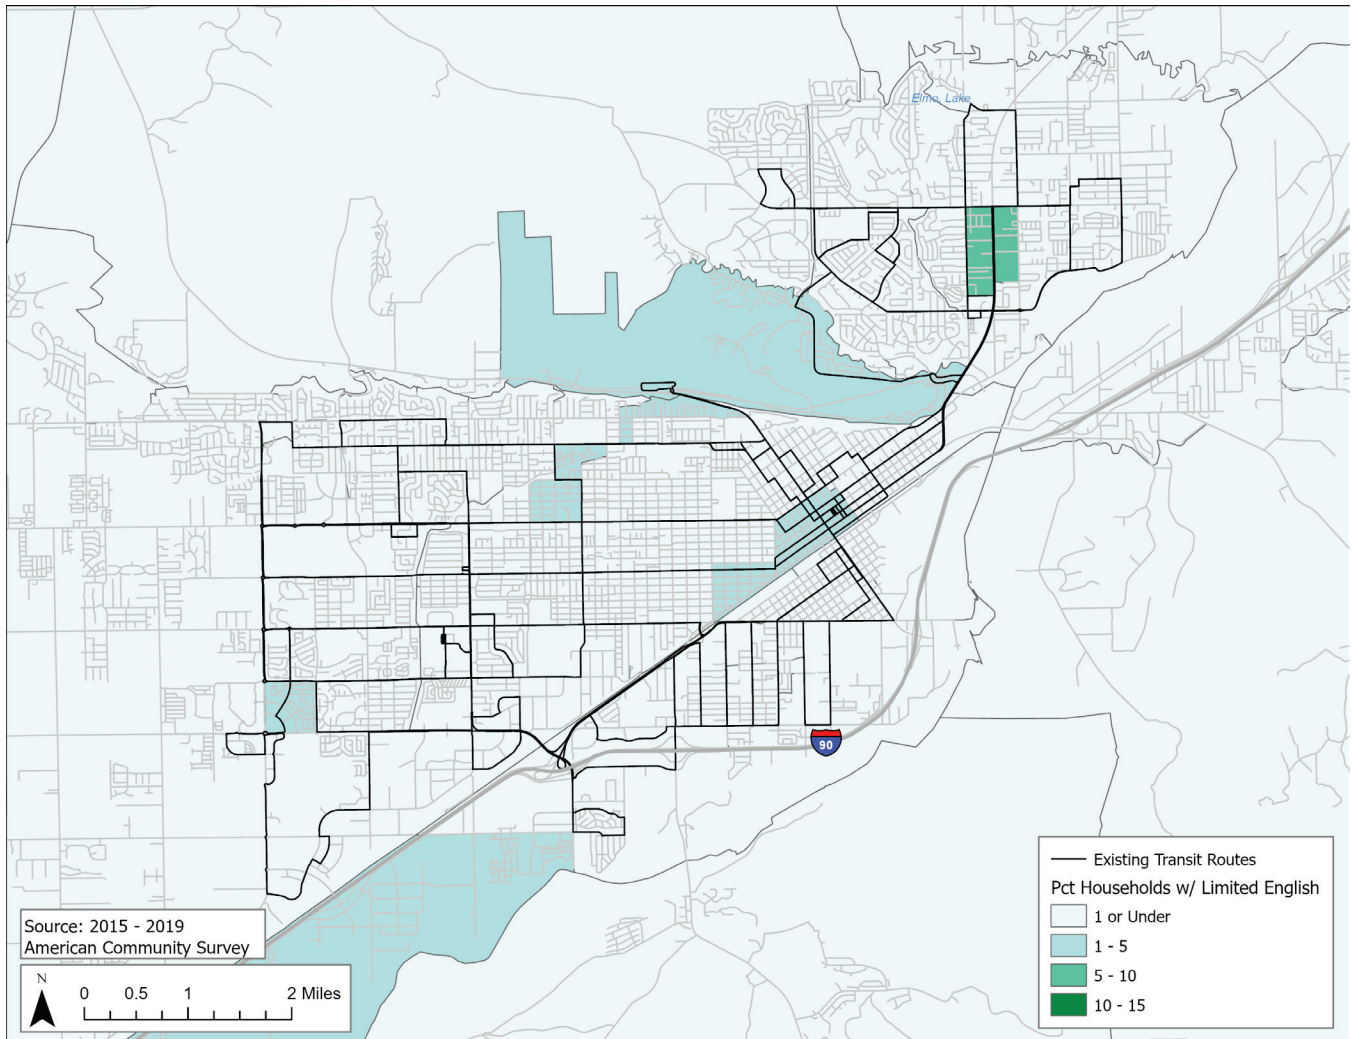 Elmo, Lake
90
Existing Transit Routes
Pct Households w/ Limited English
1 or Under
1 - 5
5 - 10
10 - 15
Source: 2015 - 2019
American Community Survey
N
0 0.5 1 2 Miles